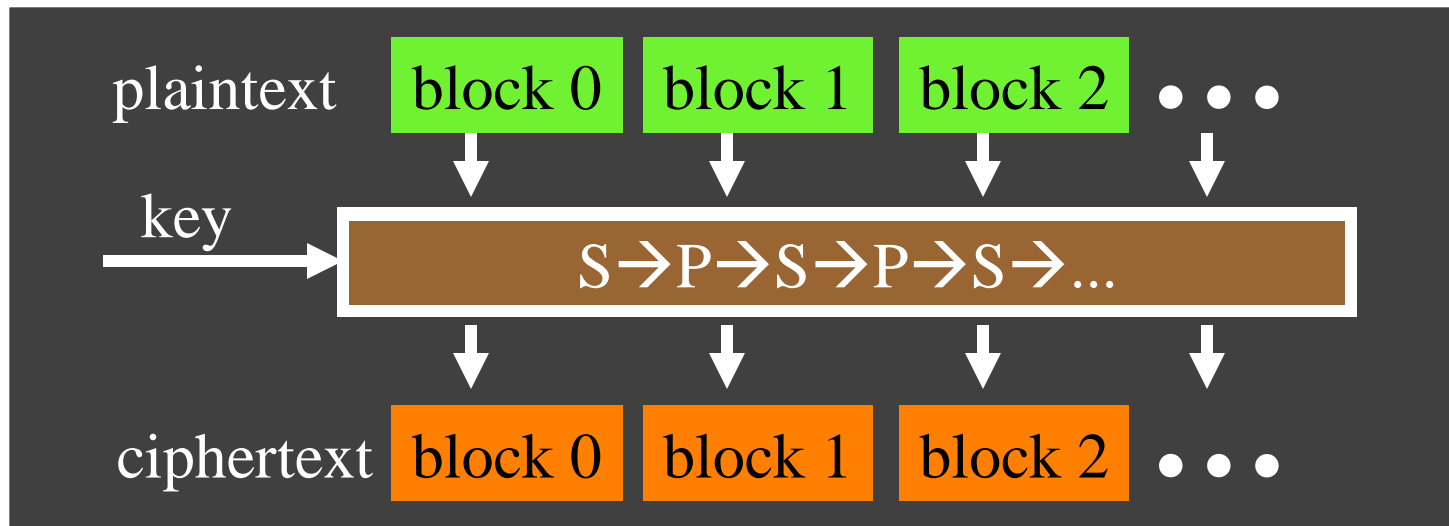 plaintext block 0 block 1 block 2 •••
key
S→P→S→P→S→...
ciphertext block 0 block 1 block 2 •••